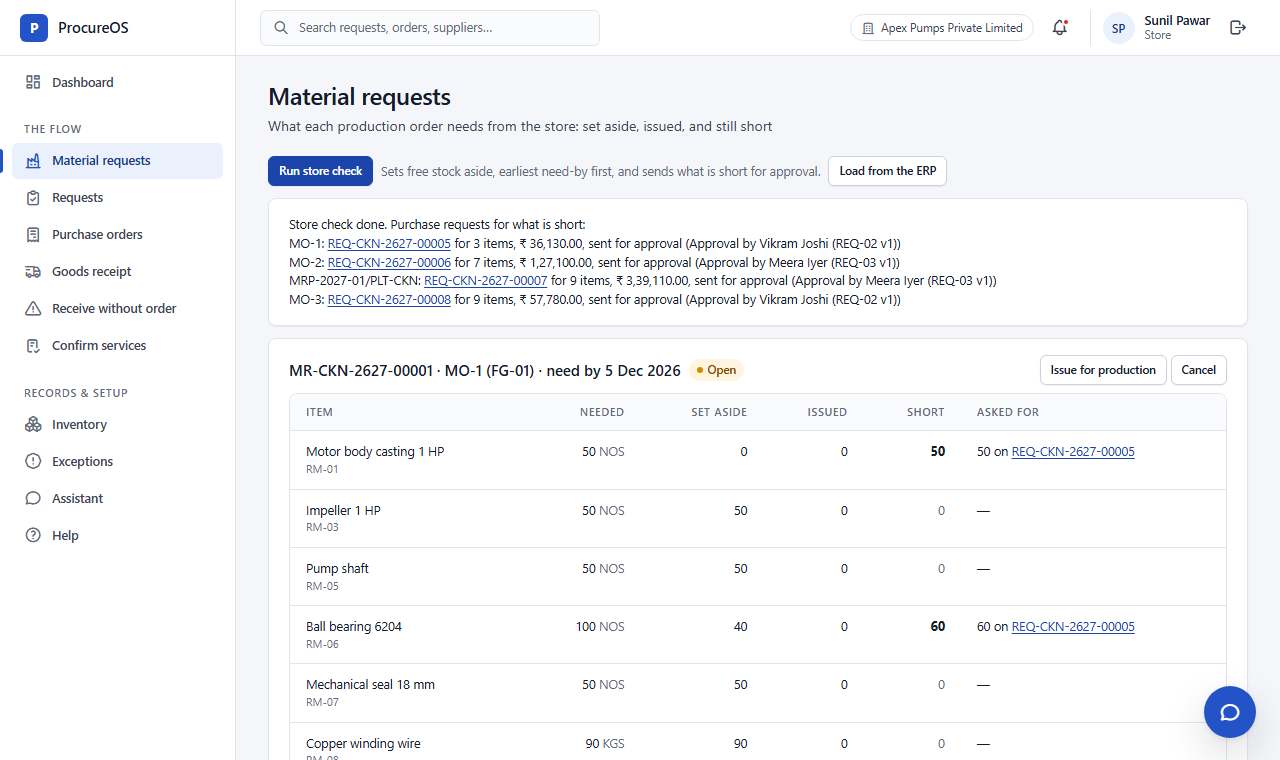 P ProcureOS
Search requests, orders, suppliers...
Apex Pumps Private Limited
SP
Sunil Pawar
Store
Dashboard
THE FLOW
Material requests
Requests
Purchase orders
Goods receipt
Receive without order
Confirm services
RECORDS & SETUP
Inventory
Exceptions
Assistant
Help
Material requests
What each production order needs from the store: set aside, issued, and still short
Run store check Sets free stock aside, earliest need-by first, and sends what is short for approval. Load from the ERP
Store check done. Purchase requests for what is short:
MO-1: REQ-CKN-2627-00005 for 3 items, ₹ 36,130.00, sent for approval (Approval by Vikram Joshi (REQ-02 v1))
MO-2: REQ-CKN-2627-00006 for 7 items, ₹ 1,27,100.00, sent for approval (Approval by Meera Iyer (REQ-03 v1))
MRP-2027-01/PLT-CKN: REQ-CKN-2627-00007 for 9 items, ₹ 3,39,110.00, sent for approval (Approval by Meera Iyer (REQ-03 v1))
MO-3: REQ-CKN-2627-00008 for 9 items, ₹ 57,780.00, sent for approval (Approval by Vikram Joshi (REQ-02 v1))
MR-CKN-2627-00001 · MO-1 (FG-01) · need by 5 Dec 2026 Open Issue for production Cancel
ITEM NEEDED SET ASIDE ISSUED SHORT ASKED FOR
Motor body casting 1 HP 50 NOS 0 0 50 50 on REQ-CKN-2627-00005
RM-01
Impeller 1 HP 50 NOS 50 0 0 —
RM-03
Pump shaft 50 NOS 50 0 0 —
RM-05
Ball bearing 6204 100 NOS 40 0 60 60 on REQ-CKN-2627-00005
RM-06
Mechanical seal 18 mm 50 NOS 50 0 0 —
RM-07
Copper winding wire 90 KGS 90 0 0 —
RM-08